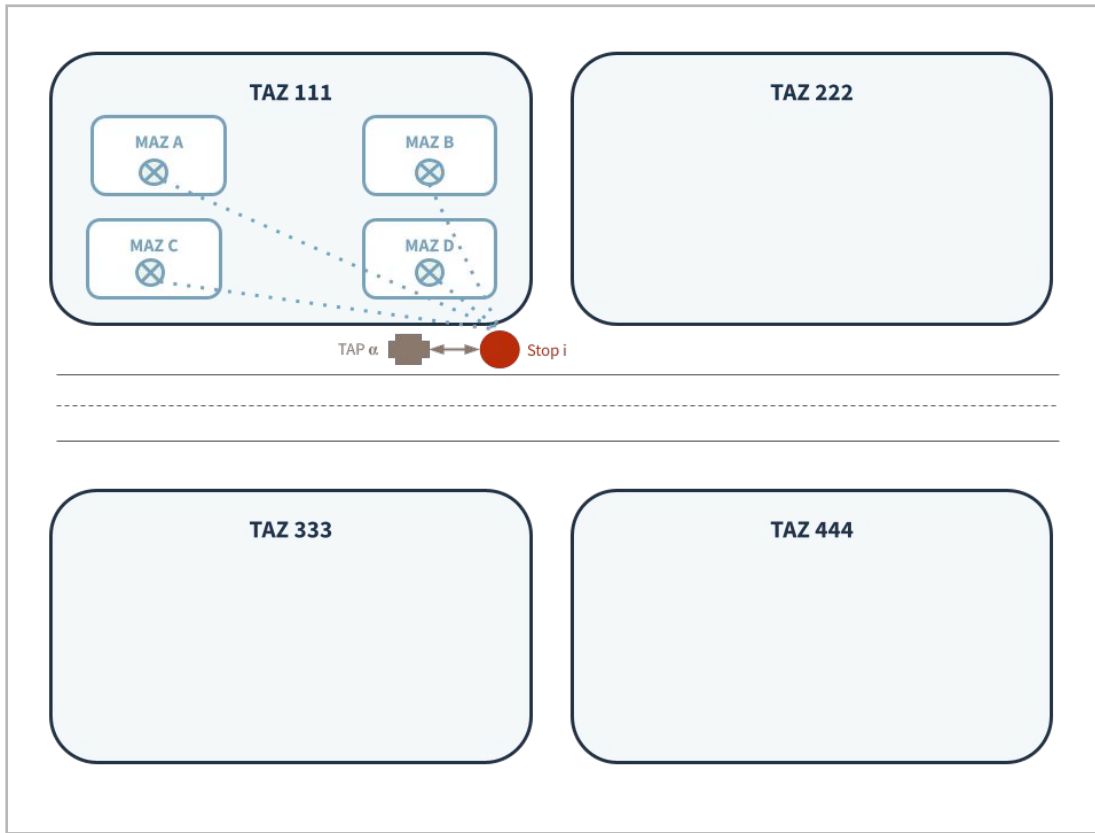 TAZ 111
TAZ 222
MAZ A
MAZ B
MAZ C
MAZ D
TAP α
Stop i
TAZ 333
TAZ 444